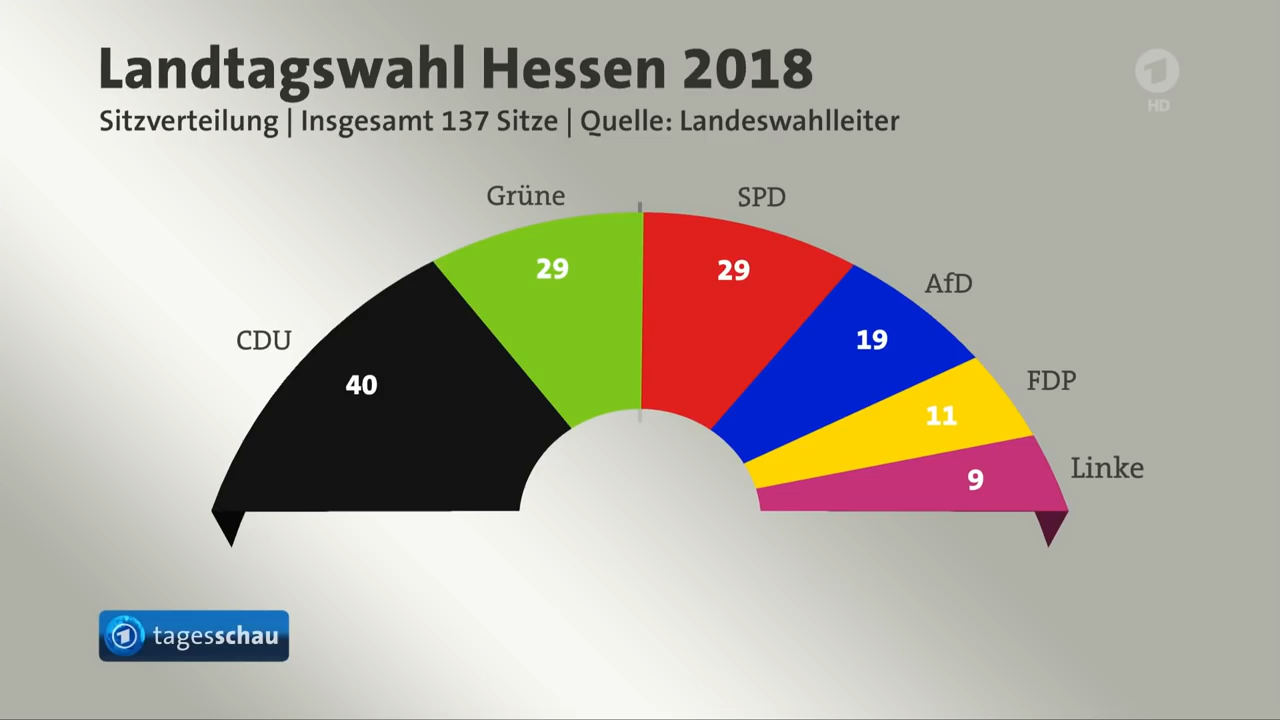 Landtagswahl Hessen 2018
Sitzverteilung | Insgesamt 137 Sitze | Quelle: Landeswahlleiter
1
HD
Grüne
SPD
29
29
AfD
CDU
19
40
FDP
11
Linke
9
1 tagesschau